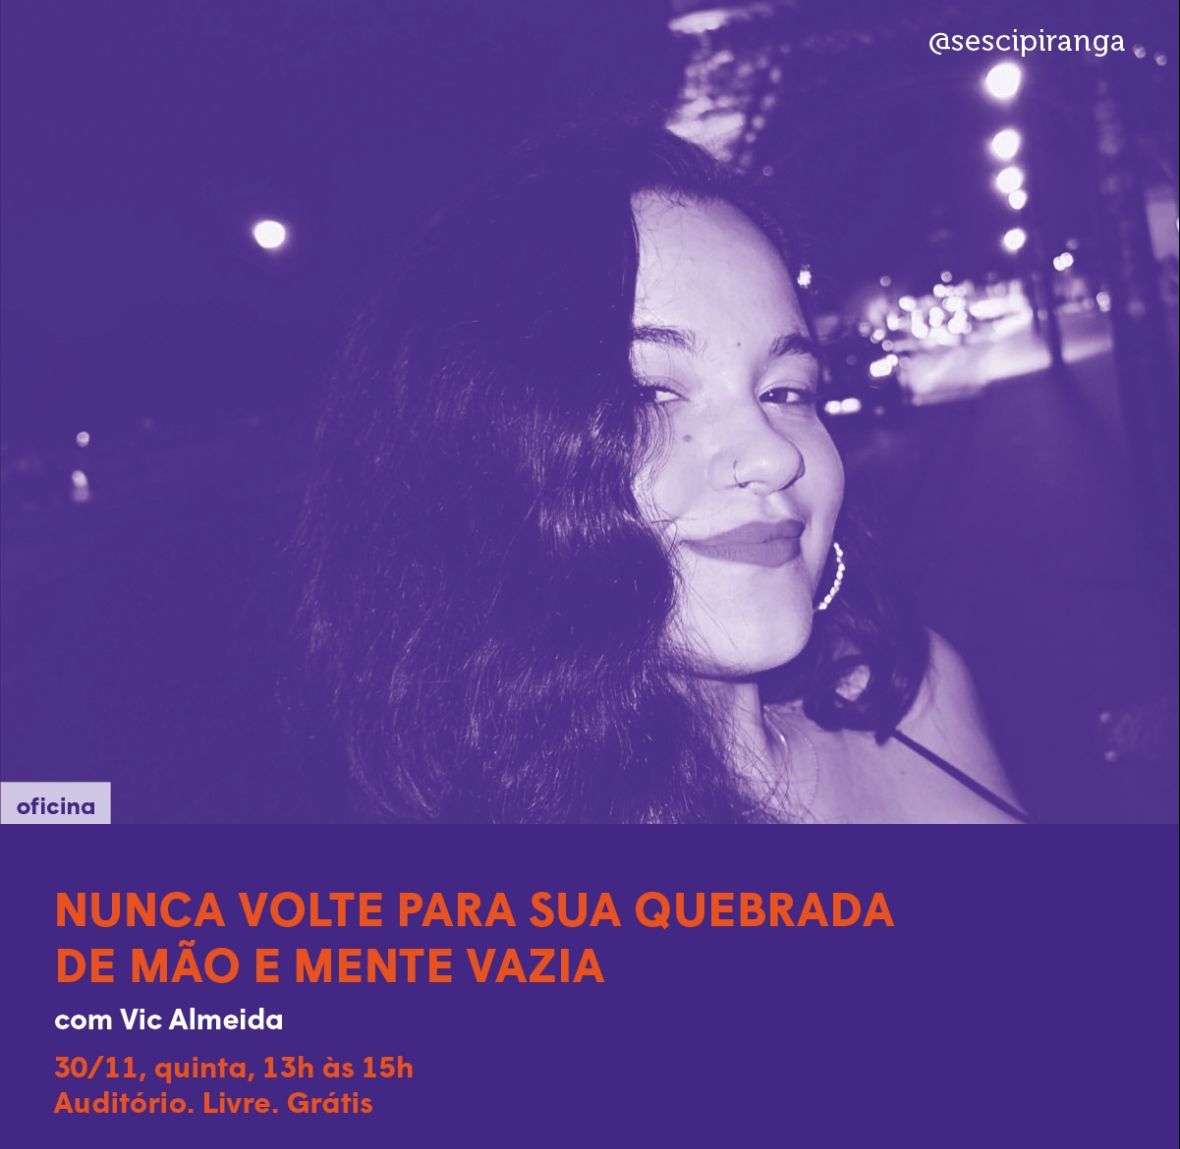 @sescipiranga
oficina
NUNCA VOLTE PARA SUA QUEBRADA
DE MÃO E MENTE VAZIA
com Vic Almeida
30/11, quinta, 13h às 15h
Auditório. Livre. Grátis